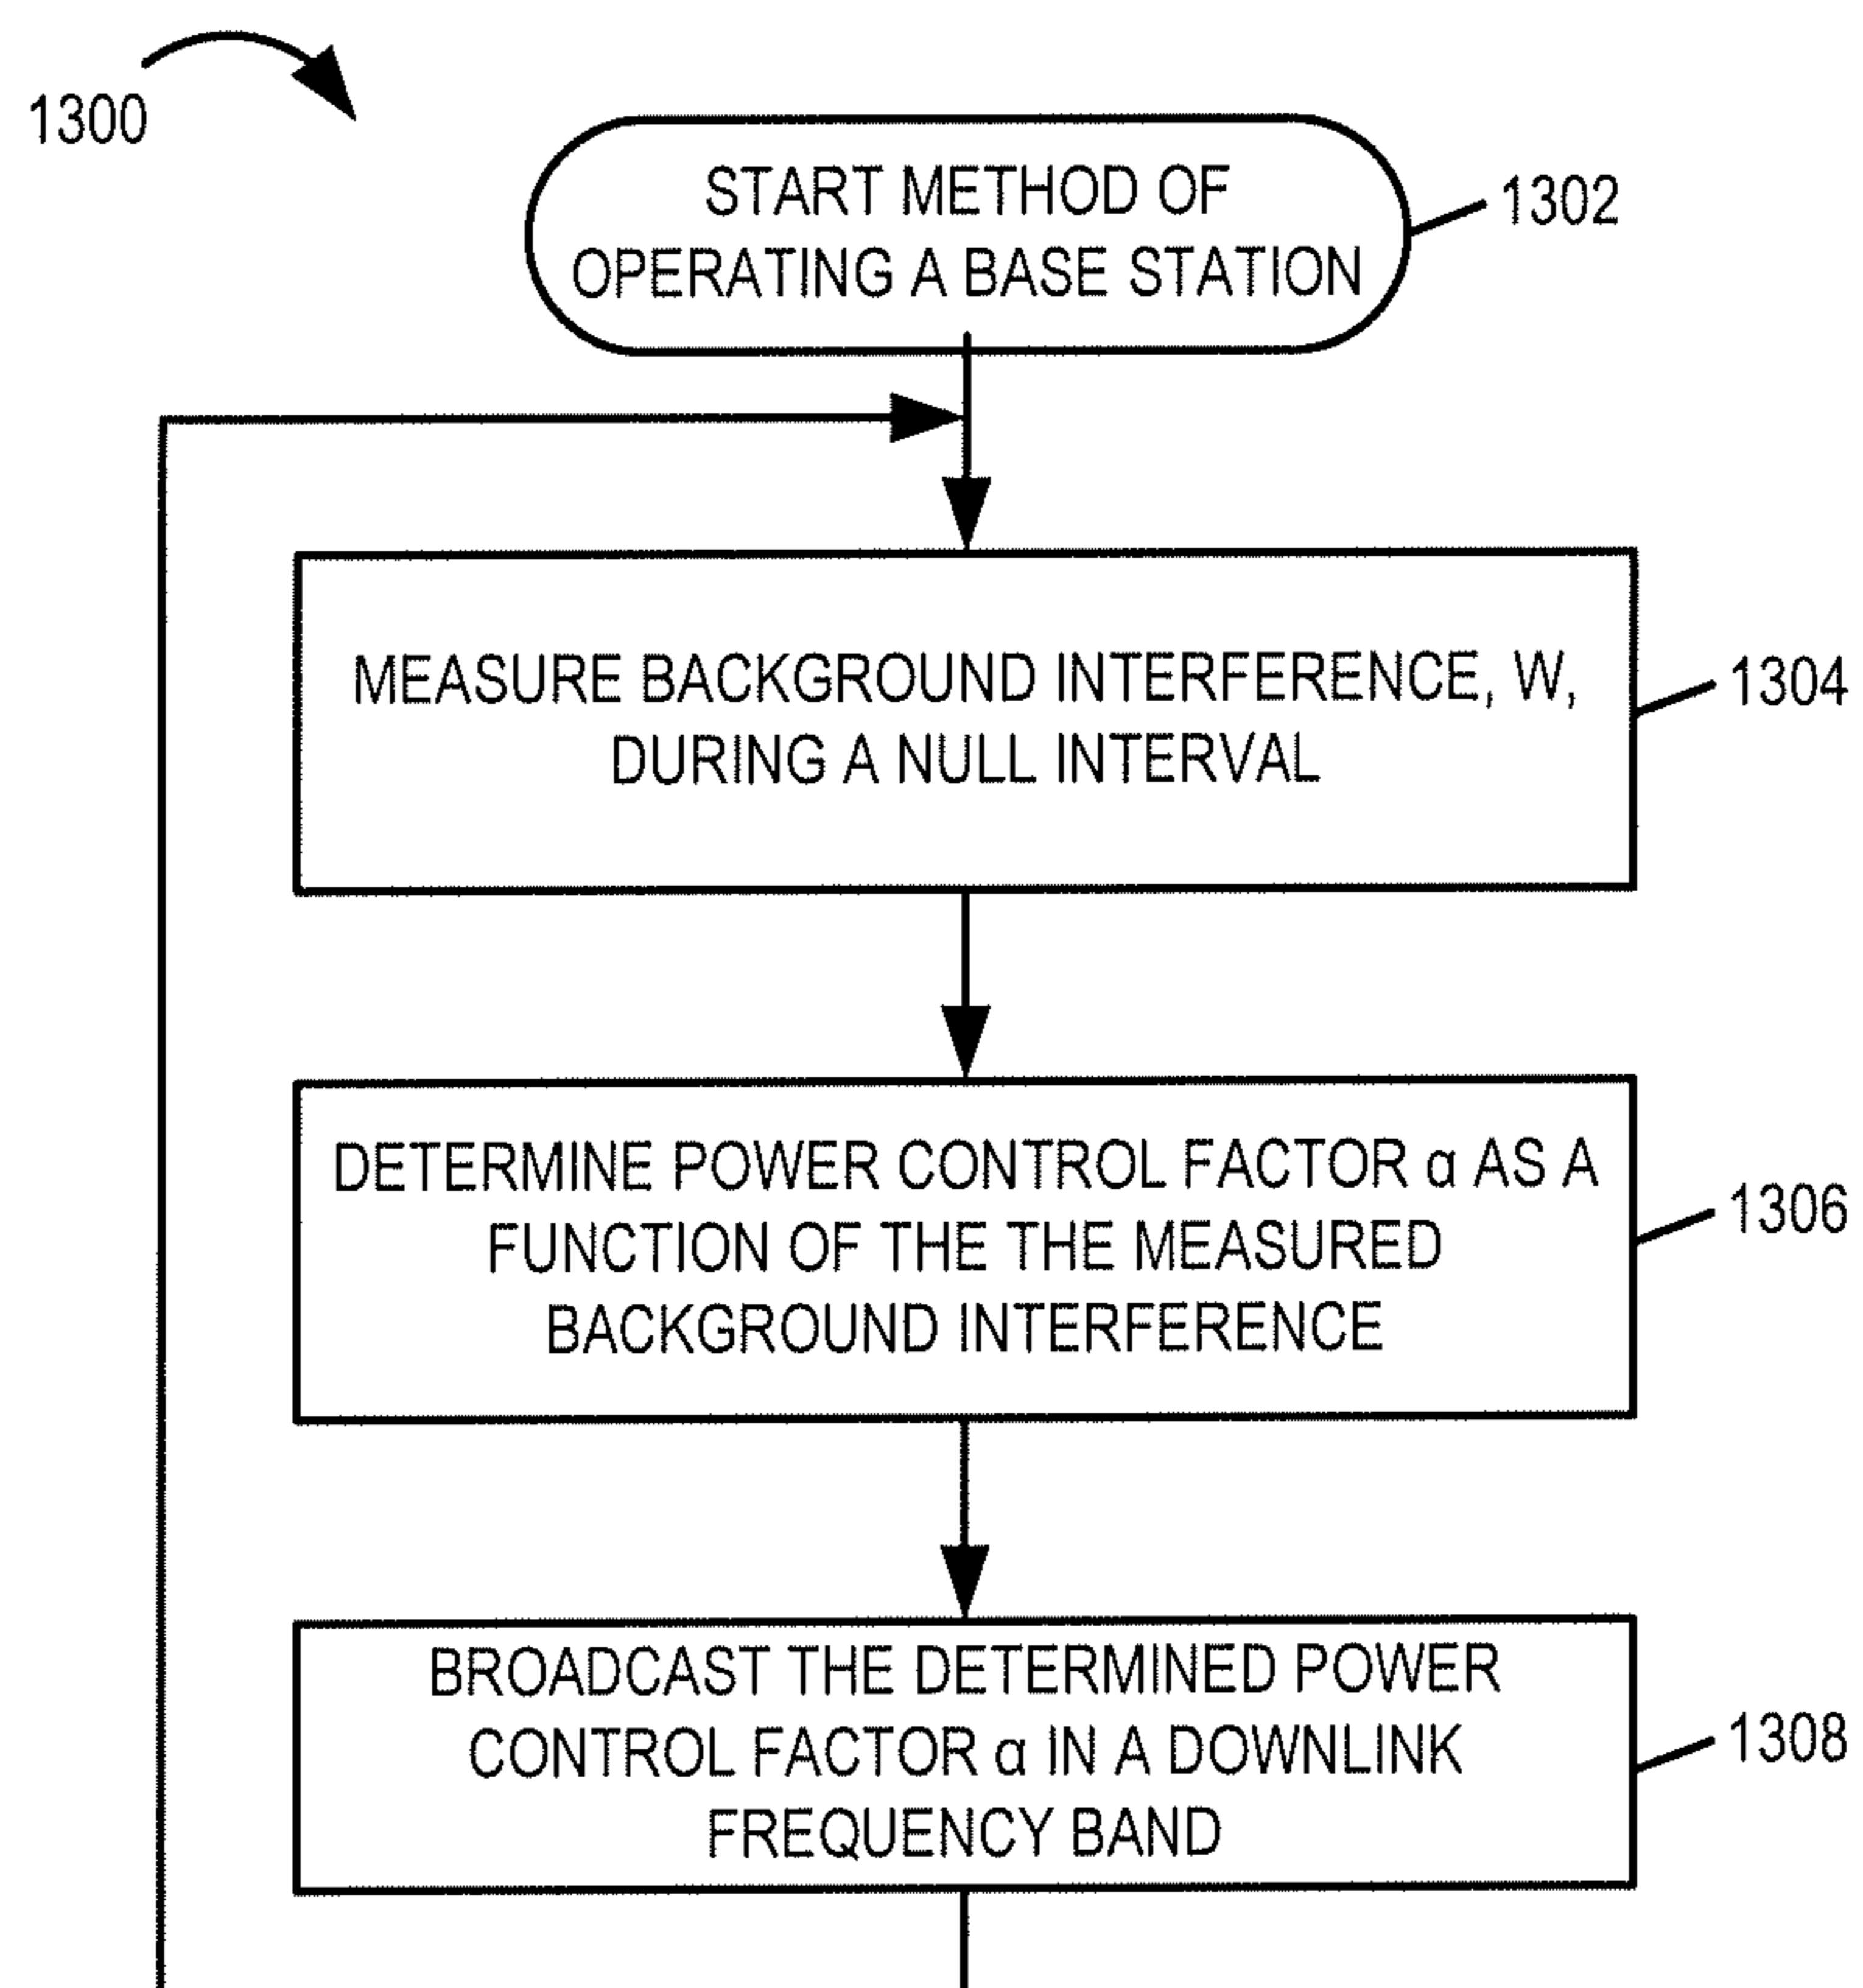 1300
START METHOD OF
OPERATING A BASE STATION
1302
MEASURE BACKGROUND INTERFERENCE, W,
DURING A NULL INTERVAL
1304
DETERMINE POWER CONTROL FACTOR α AS A
FUNCTION OF THE THE MEASURED
BACKGROUND INTERFERENCE
1306
BROADCAST THE DETERMINED POWER
CONTROL FACTOR α IN A DOWNLINK
FREQUENCY BAND
1308